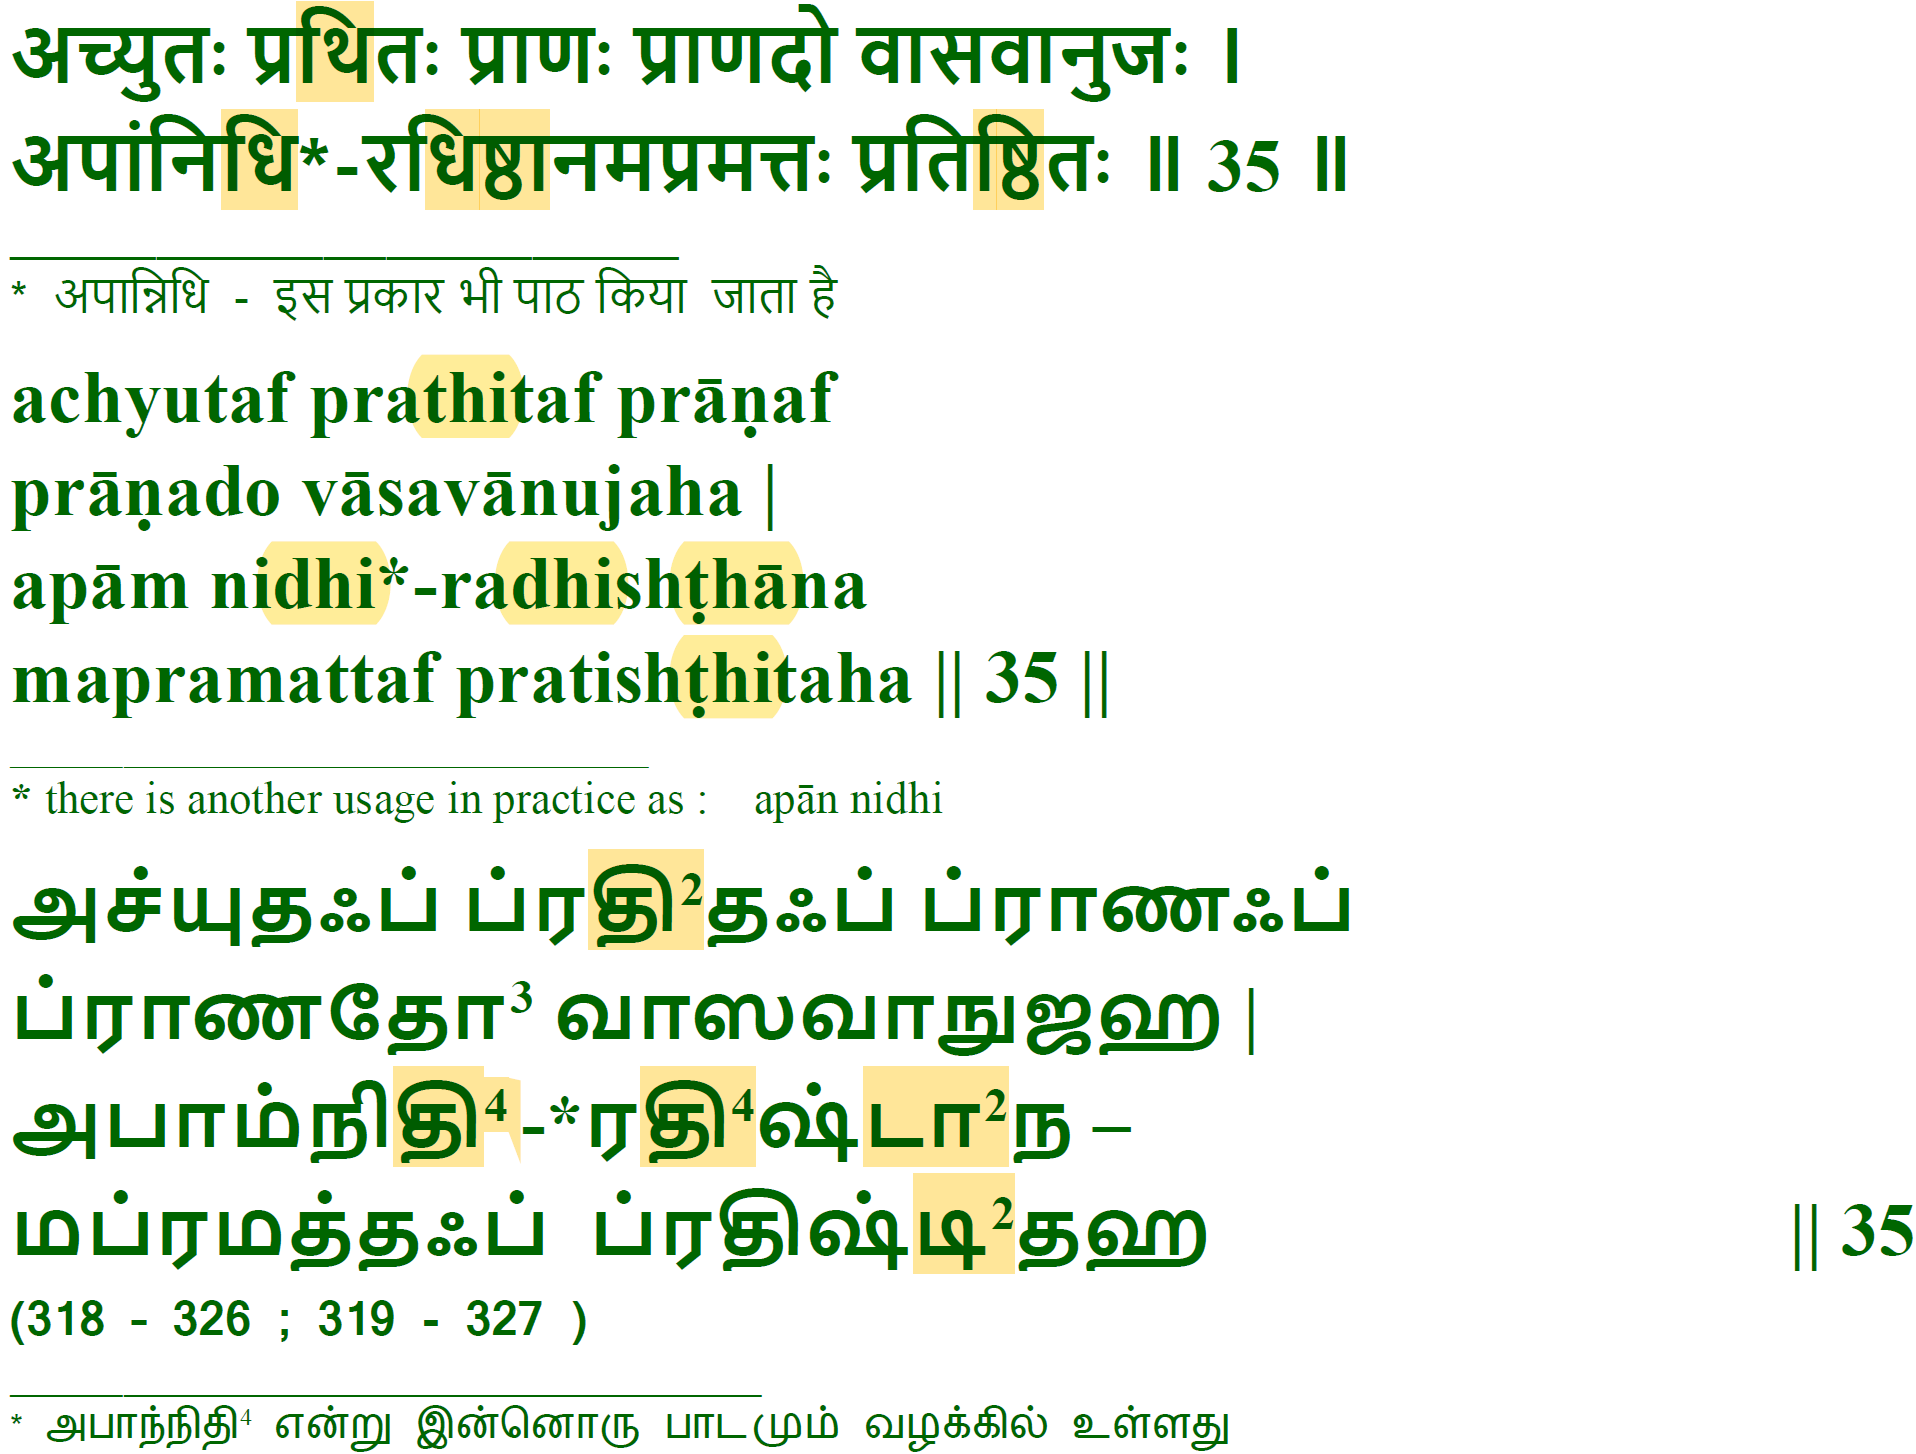 अच्युतः प्रथितः प्राणः प्राणदो वासवानुजः ।
अपांनिधि*-रधिष्ठानमप्रमत्तः प्रतिष्ठितः ॥ 35 ॥
* अपान्निधि - इस प्रकार भी पाठ किया जाता है
achyutaf prathitaf prāṇaf
prāṇado vāsavānujaha |
apām nidhi*-radhishṭhāna
mapramattaf pratishṭhitaha || 35 ||
* there is another usage in practice as : apān nidhi
அச்யுதஃப் ப்ரதி²தஃப் ப்ராணஃப்
ப்ராணதோ³ வாஸவாநுஜஹ |
அபாம்நிதி⁴-*ரதி⁴ஷ்டா²ந –
மப்ரமத்தஃப் ப்ரதிஷ்டி²தஹ || 35
(318 - 326 ; 319 - 327 )
* அபாந்நிதி⁴ என்று இன்னொரு பாடமும் வழக்கில் உள்ளது